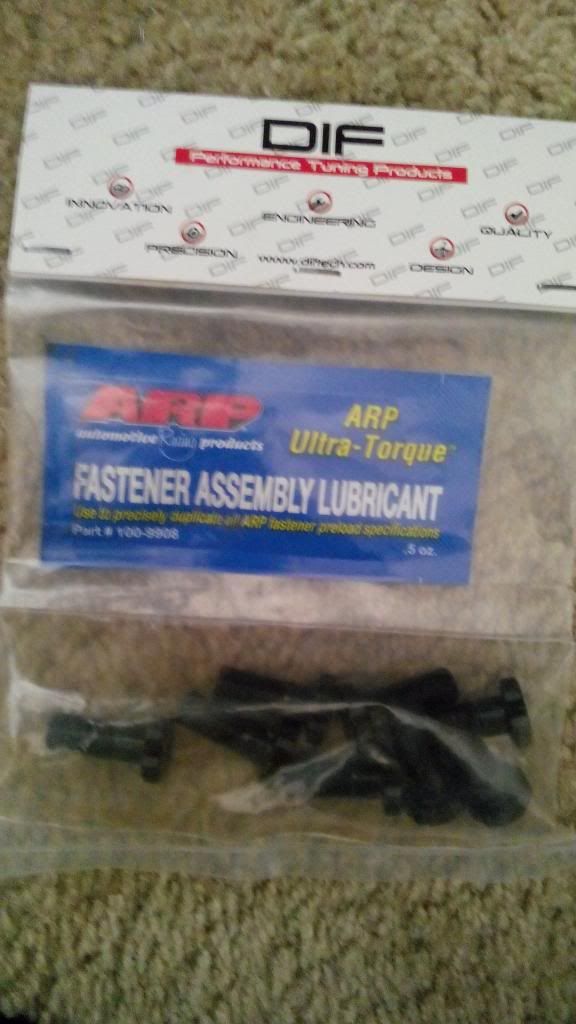 DIF
Performance Tuning Products
INNOVATION
ENGINEERING
QUALITY
PRECISION
www.diftech.com
DESIGN
ARP
automotive Racing products
ARP
Ultra-Torque™
FASTENER ASSEMBLY LUBRICANT
Use to precisely duplicate all ARP fastener preload specifications
Part # 100-9908
.5 oz.